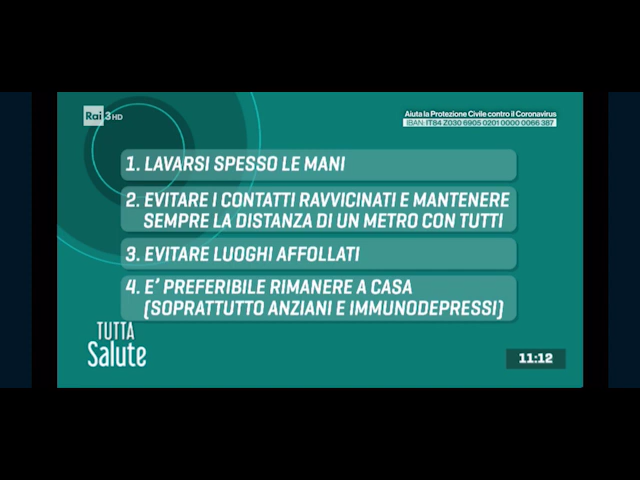 Rai 3HD
Aiuta la Protezione Civile contro il Coronavirus
IBAN: IT84 Z030 6905 0201 0000 0066 387
1. LAVARSI SPESSO LE MANI
2. EVITARE I CONTATTI RAVVICINATI E MANTENERE
SEMPRE LA DISTANZA DI UN METRO CON TUTTI
3. EVITARE LUOGHI AFFOLLATI
4. E' PREFERIBILE RIMANERE A CASA
(SOPRATTUTTO ANZIANI E IMMUNODEPRESSI)
TUTTA
Salute
11:12